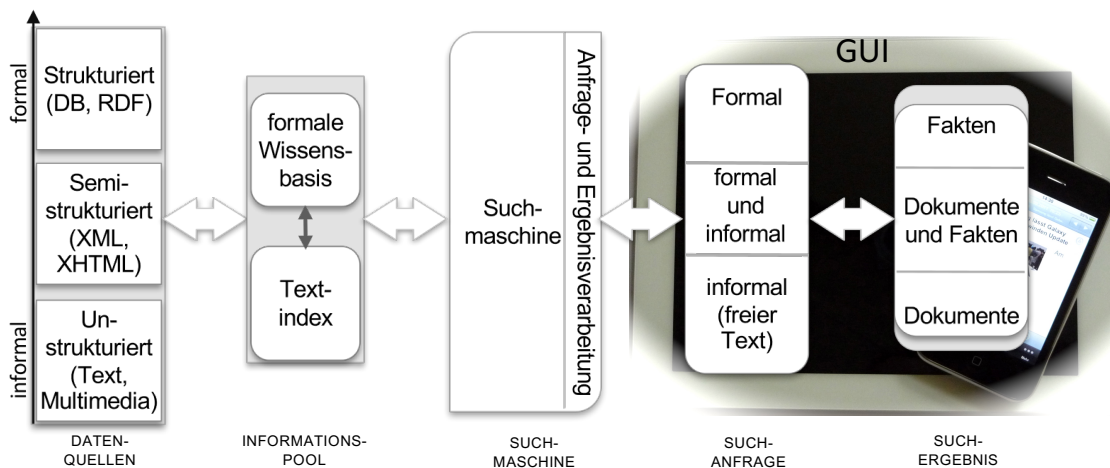 GUI
formal
informal
Strukturiert
(DB, RDF)
Semi-
strukturiert
(XML,
XHTML)
Un-
strukturiert
(Text,
Multimedia)
formale
Wissens-
basis
Text-
index
Such-
maschine
Anfrage- und Ergebnisverarbeitung
Formal
formal
und
informal
informal
(freier
Text)
Fakten
Dokumente
und Fakten
Dokumente
DATEN-
QUELLEN
INFORMATIONS-
POOL
SUCH-
MASCHINE
SUCH-
ANFRAGE
SUCH-
ERGEBNIS